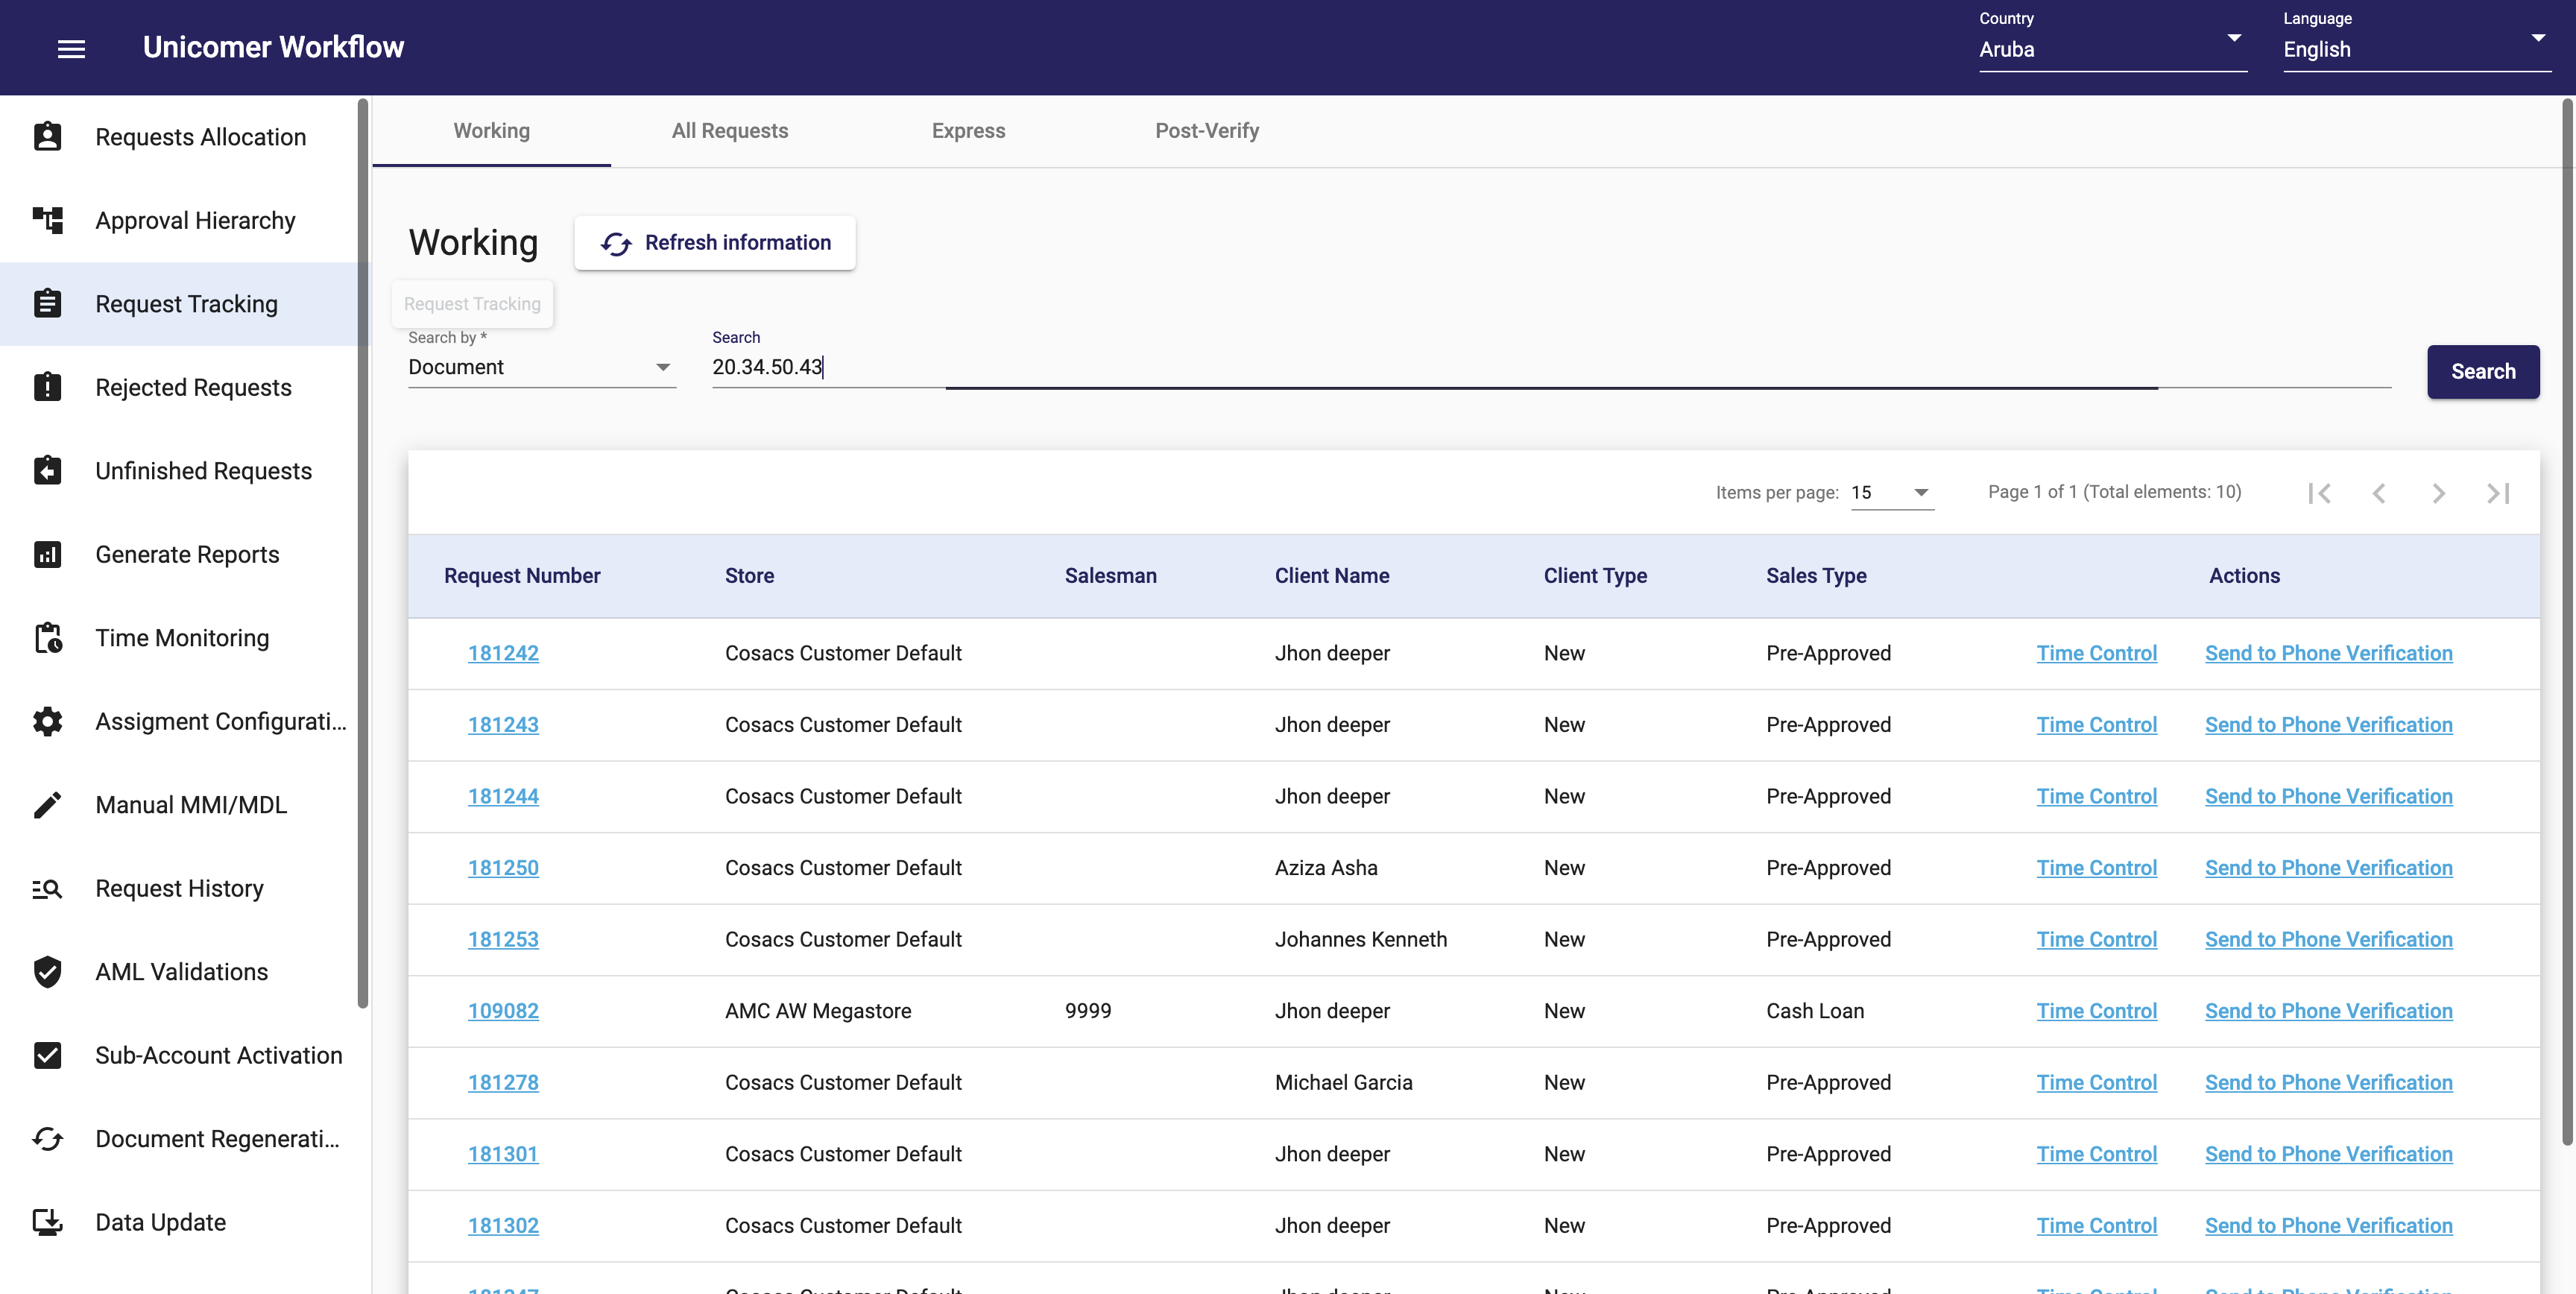 Unicomer Workflow
Country
Aruba
Language
English
Requests Allocation
Approval Hierarchy
Request Tracking
Rejected Requests
Unfinished Requests
Generate Reports
Time Monitoring
Assigment Configurati...
Manual MMI/MDL
Request History
AML Validations
Sub-Account Activation
Document Regenerati...
Data Update
Working All Requests Express Post-Verify
Working Refresh information
Request Tracking
Search by *
Document
Search
20.34.50.43
Search
Items per page: 15 Page 1 of 1 (Total elements: 10)
Request Number Store Salesman Client Name Client Type Sales Type Actions
181242 Cosacs Customer Default Jhon deeper New Pre-Approved Time Control Send to Phone Verification
181243 Cosacs Customer Default Jhon deeper New Pre-Approved Time Control Send to Phone Verification
181244 Cosacs Customer Default Jhon deeper New Pre-Approved Time Control Send to Phone Verification
181250 Cosacs Customer Default Aziza Asha New Pre-Approved Time Control Send to Phone Verification
181253 Cosacs Customer Default Johannes Kenneth New Pre-Approved Time Control Send to Phone Verification
109082 AMC AW Megastore 9999 Jhon deeper New Cash Loan Time Control Send to Phone Verification
181278 Cosacs Customer Default Michael Garcia New Pre-Approved Time Control Send to Phone Verification
181301 Cosacs Customer Default Jhon deeper New Pre-Approved Time Control Send to Phone Verification
181302 Cosacs Customer Default Jhon deeper New Pre-Approved Time Control Send to Phone Verification